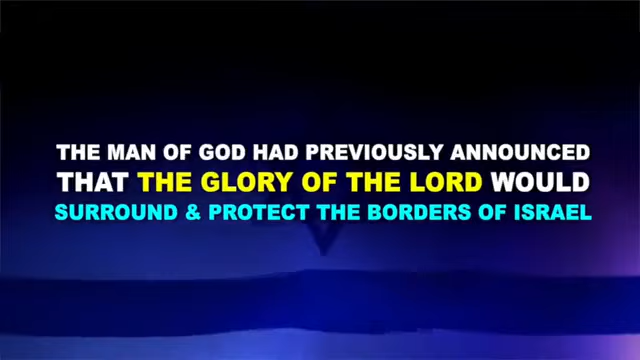 THE MAN OF GOD HAD PREVIOUSLY ANNOUNCED
THAT THE GLORY OF THE LORD WOULD
SURROUND & PROTECT THE BORDERS OF ISRAEL